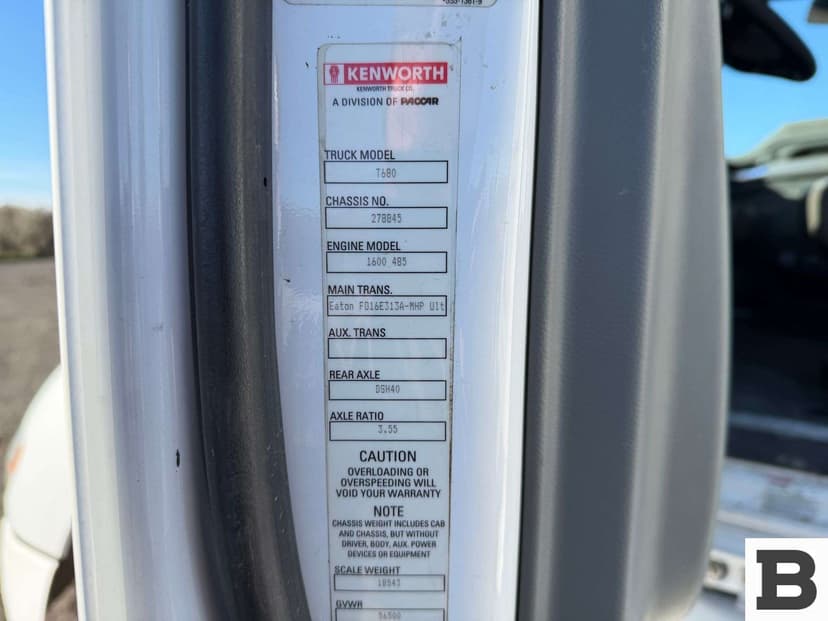 KENWORTH
KENWORTH TRUCK CO.
A DIVISION OF PACCAR
TRUCK MODEL
T680
CHASSIS NO.
278845
ENGINE MODEL
1600 485
MAIN TRANS.
Eaton FO16E313A-MHP Ult
AUX. TRANS
REAR AXLE
DSH40
AXLE RATIO
3.55
CAUTION
OVERLOADING OR
OVERSPEEDING WILL
VOID YOUR WARRANTY
NOTE
CHASSIS WEIGHT INCLUDES CAB
AND CHASSIS, BUT WITHOUT
DRIVER, BODY, AUX. POWER
DEVICES OR EQUIPMENT
SCALE WEIGHT
18543
GVWR
56500
B